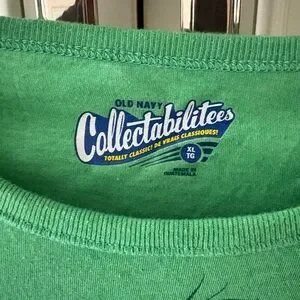 OLD NAVY
Collectabilitees
TOTALLY CLASSIC! DE VRAIS CLASSIQUES!
XL
TG
MADE IN
GUATEMALA